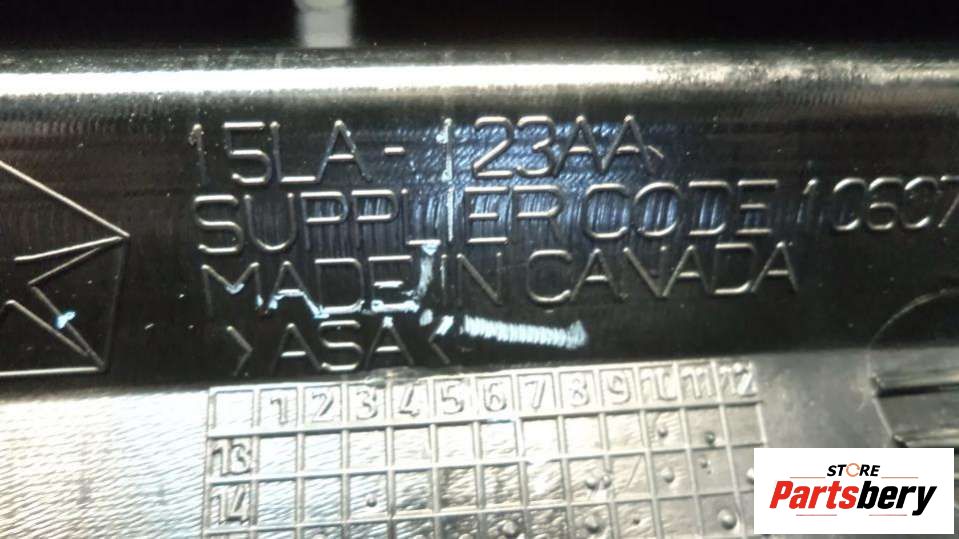 15LA-123AA
SUPPLIER CODE 10607
MADE IN CANADA
>ASA<
1 2 3 4 5 6 7 8 9 10 11 12
13
14
STORE
Partsbery